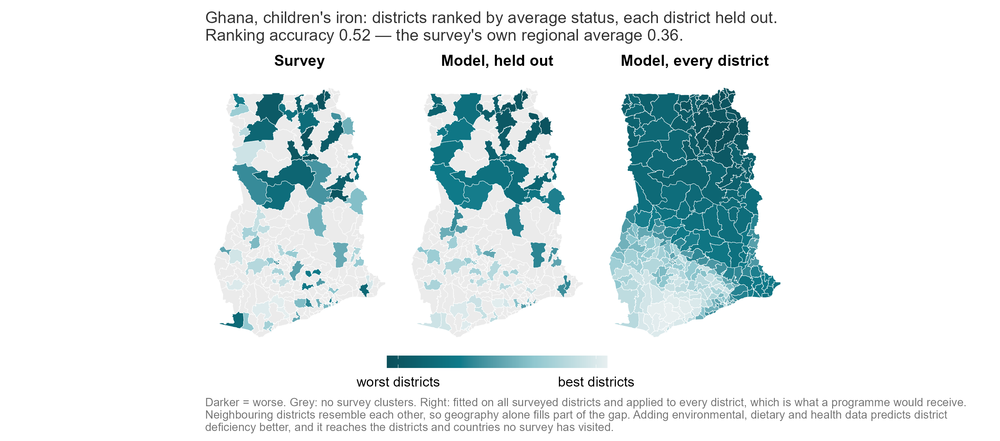 Ghana, children's iron: districts ranked by average status, each district held out.
Ranking accuracy 0.52 — the survey's own regional average 0.36.
Survey
Model, held out
Model, every district
worst districts
best districts
Darker = worse. Grey: no survey clusters. Right: fitted on all surveyed districts and applied to every district, which is what a programme would receive.
Neighbouring districts resemble each other, so geography alone fills part of the gap. Adding environmental, dietary and health data predicts district
deficiency better, and it reaches the districts and countries no survey has visited.